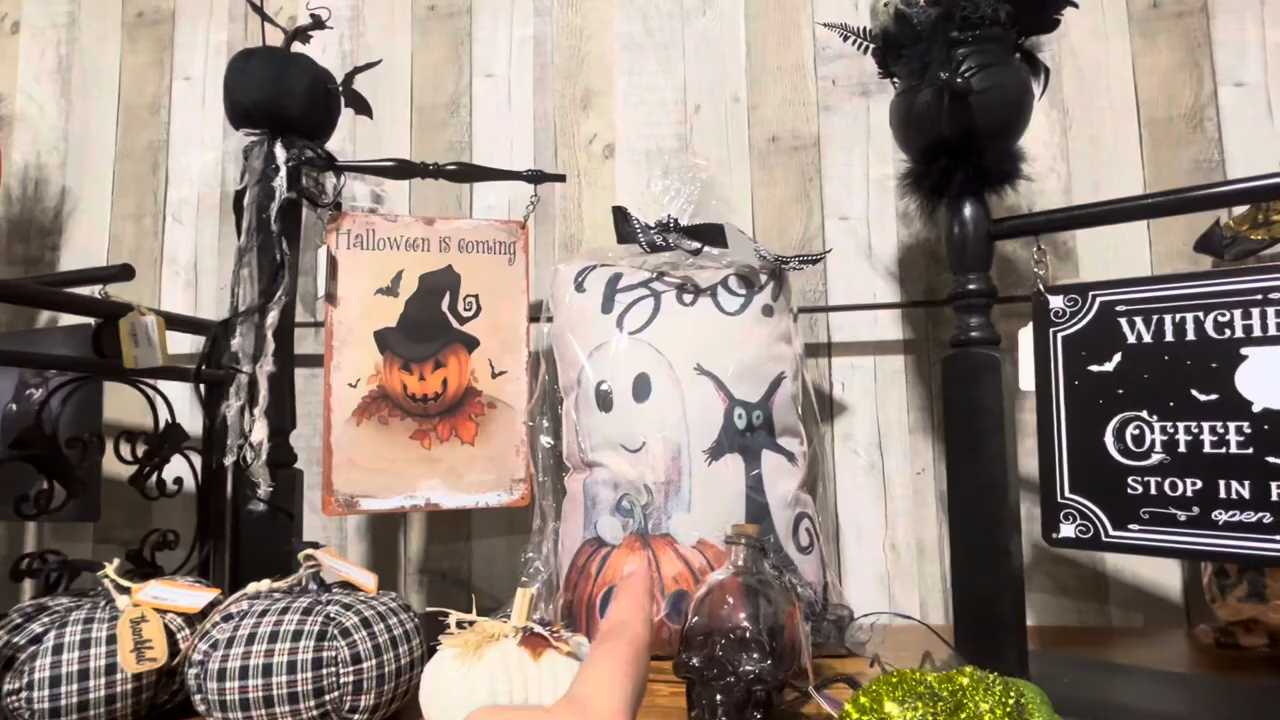 Halloween is coming
Boo!
WITCHE
COFFEE
STOP IN F
open
Thankful